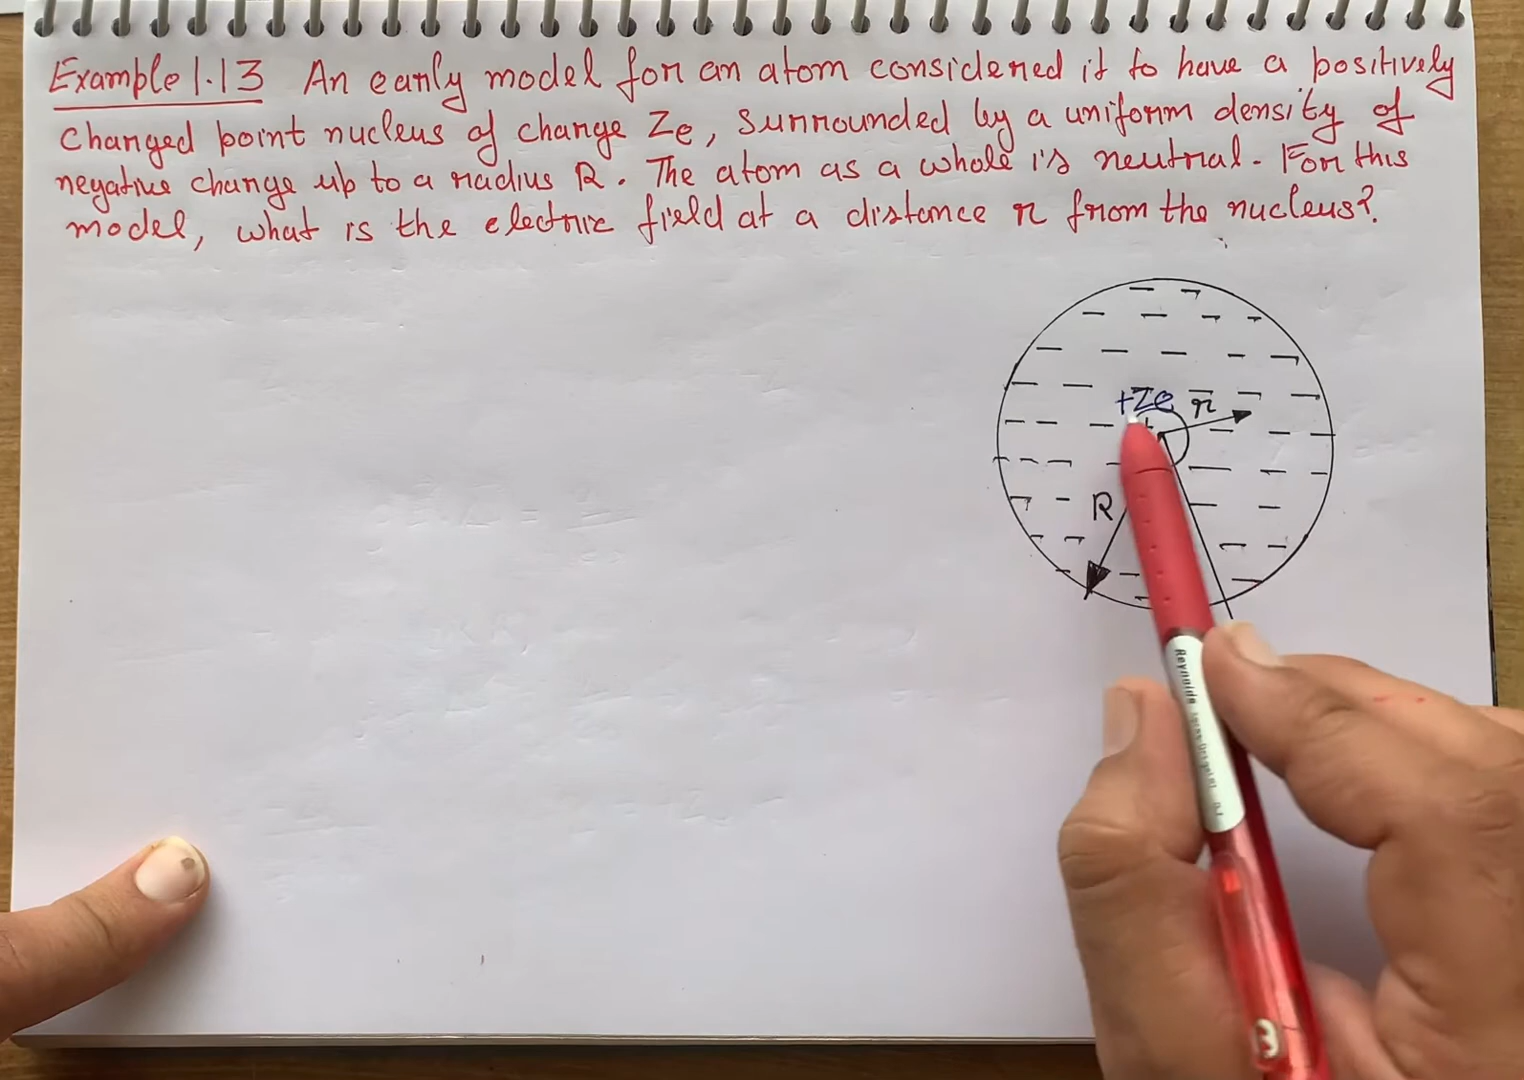 Example 1.13 An early model for an atom considered it to have a positively
charged point nucleus of charge Ze, surrounded by a uniform density of
negative charge up to a radius R. The atom as a whole is neutral. For this
model, what is the electric field at a distance r from the nucleus?
+Ze
r
R
Reynolds